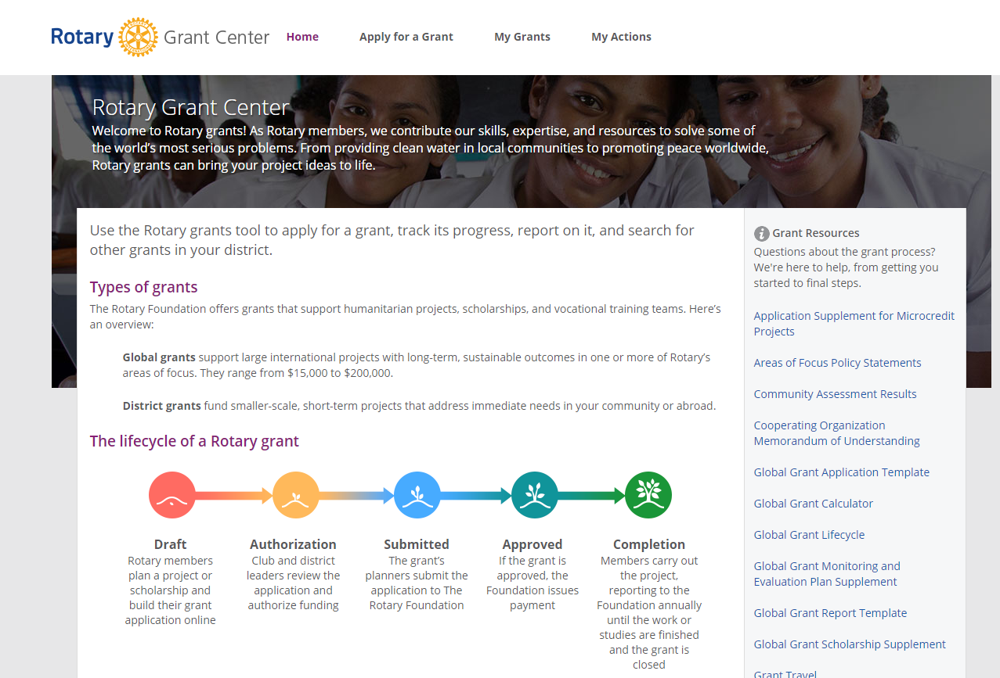 Rotary Grant Center
Home
Apply for a Grant
My Grants
My Actions
Rotary Grant Center
Welcome to Rotary grants! As Rotary members, we contribute our skills, expertise, and resources to solve some of
the world’s most serious problems. From providing clean water in local communities to promoting peace worldwide,
Rotary grants can bring your project ideas to life.
Use the Rotary grants tool to apply for a grant, track its progress, report on it, and search for
other grants in your district.
Types of grants
The Rotary Foundation offers grants that support humanitarian projects, scholarships, and vocational training teams. Here’s
an overview:
Global grants support large international projects with long-term, sustainable outcomes in one or more of Rotary’s
areas of focus. They range from $15,000 to $200,000.
District grants fund smaller-scale, short-term projects that address immediate needs in your community or abroad.
The lifecycle of a Rotary grant
Draft
Rotary members
plan a project or
scholarship and
build their grant
application online
Authorization
Club and district
leaders review the
application and
authorize funding
Submitted
The grant’s
planners submit the
application to The
Rotary Foundation
Approved
If the grant is
approved, the
Foundation issues
payment
Completion
Members carry out
the project,
reporting to the
Foundation annually
until the work or
studies are finished
and the grant is
closed
Grant Resources
Questions about the grant process?
We're here to help, from getting you
started to final steps.
Application Supplement for Microcredit
Projects
Areas of Focus Policy Statements
Community Assessment Results
Cooperating Organization
Memorandum of Understanding
Global Grant Application Template
Global Grant Calculator
Global Grant Lifecycle
Global Grant Monitoring and
Evaluation Plan Supplement
Global Grant Report Template
Global Grant Scholarship Supplement
Grant Travel